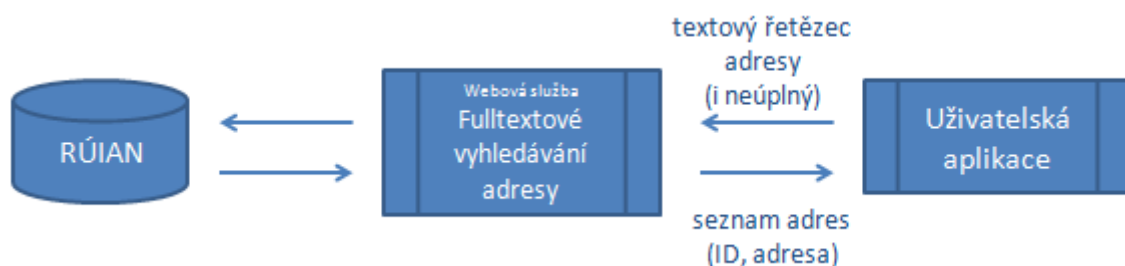 RÚIAN
Webová služba
Fulltextové
vyhledávání
adresy
textový řetězec
adresy
(i neúplný)
seznam adres
(ID, adresa)
Uživatelská
aplikace